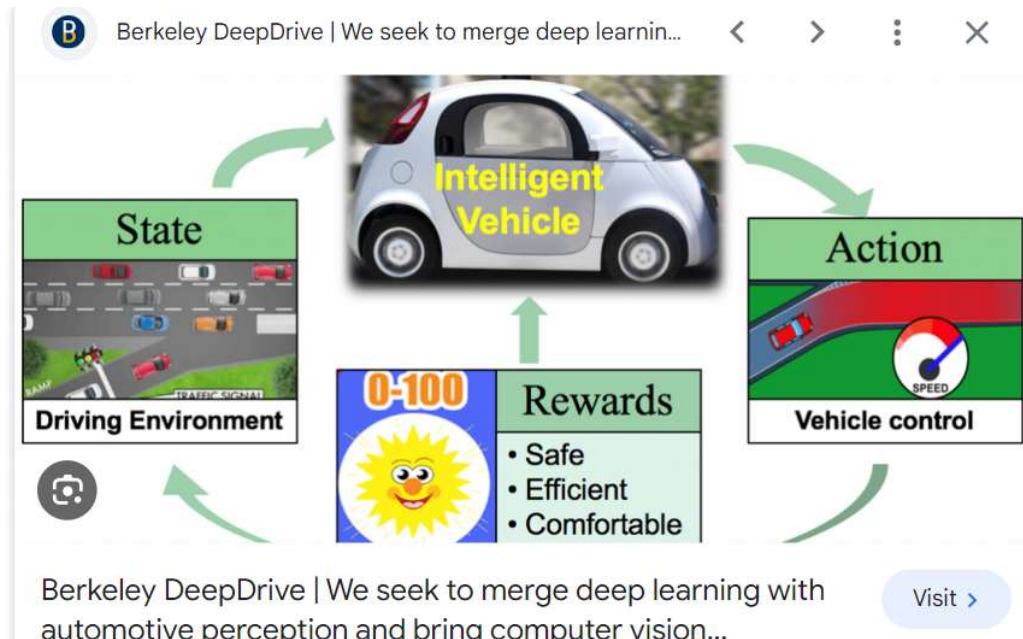 B
Berkeley DeepDrive | We seek to merge deep learnin...
Intelligent
Vehicle
State
RAMP
TRAFFIC SIGNAL
Driving Environment
Action
SPEED
Vehicle control
0-100
Rewards
• Safe
• Efficient
• Comfortable
Berkeley DeepDrive | We seek to merge deep learning with
automotive perception and bring computer vision...
Visit >